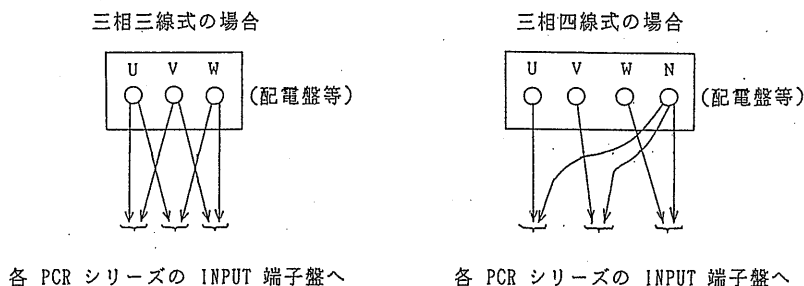 三相三線式の場合
U V W
(配電盤等)
各 PCR シリーズの INPUT 端子盤へ
三相四線式の場合
U V W N
(配電盤等)
各 PCR シリーズの INPUT 端子盤へ